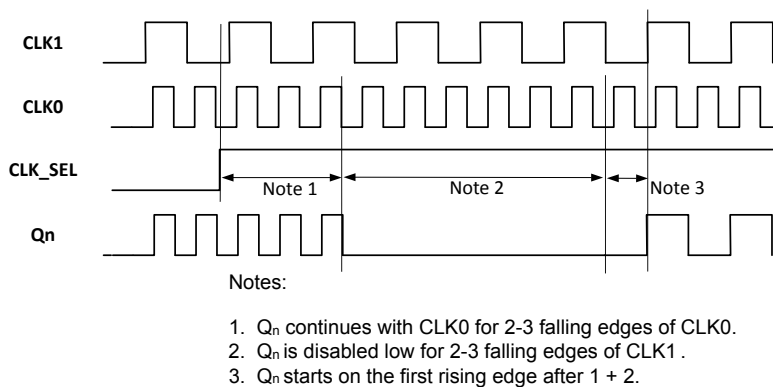 CLK1
CLK0
CLK_SEL
Note 1
Note 2
Note 3
Qn
Notes:
1. Qn continues with CLK0 for 2-3 falling edges of CLK0.
2. Qn is disabled low for 2-3 falling edges of CLK1 .
3. Qn starts on the first rising edge after 1 + 2.